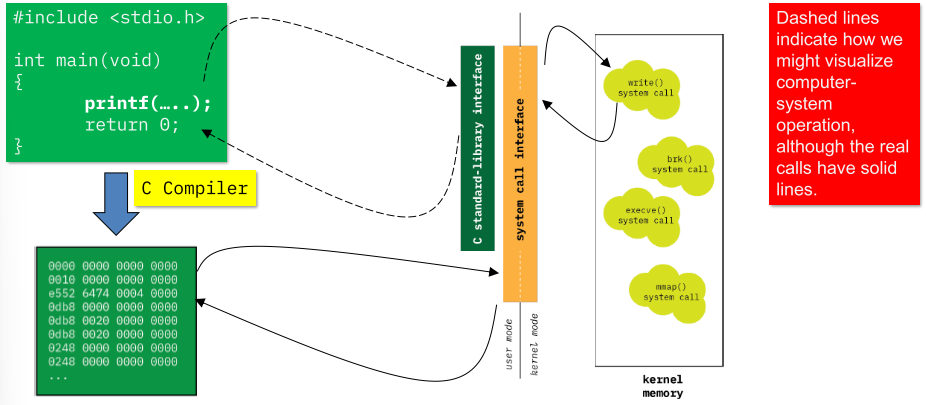 #include <stdio.h>
int main(void)
{
printf(…..);
return 0;
}
C Compiler
0000 0000 0000 0000
0010 0000 0000 0000
e552 6474 0004 0000
0db8 0000 0000 0000
0db8 0020 0000 0000
0db8 0020 0000 0000
0248 0000 0000 0000
0248 0000 0000 0000
...
C standard-library interface
system call interface
user mode
kernel mode
write()
system call
brk()
system call
execve()
system call
mmap()
system call
kernel
memory
Dashed lines
indicate how we
might visualize
computer-
system
operation,
although the real
calls have solid
lines.